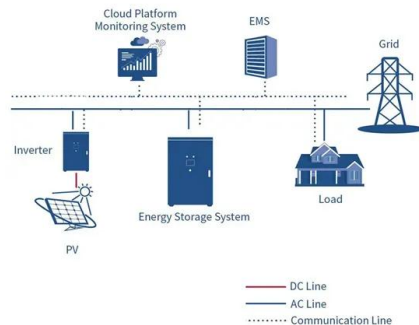 Cloud Platform
Monitoring System
EMS
Grid
Inverter
Energy Storage System
Load
PV
DC Line
AC Line
Communication Line